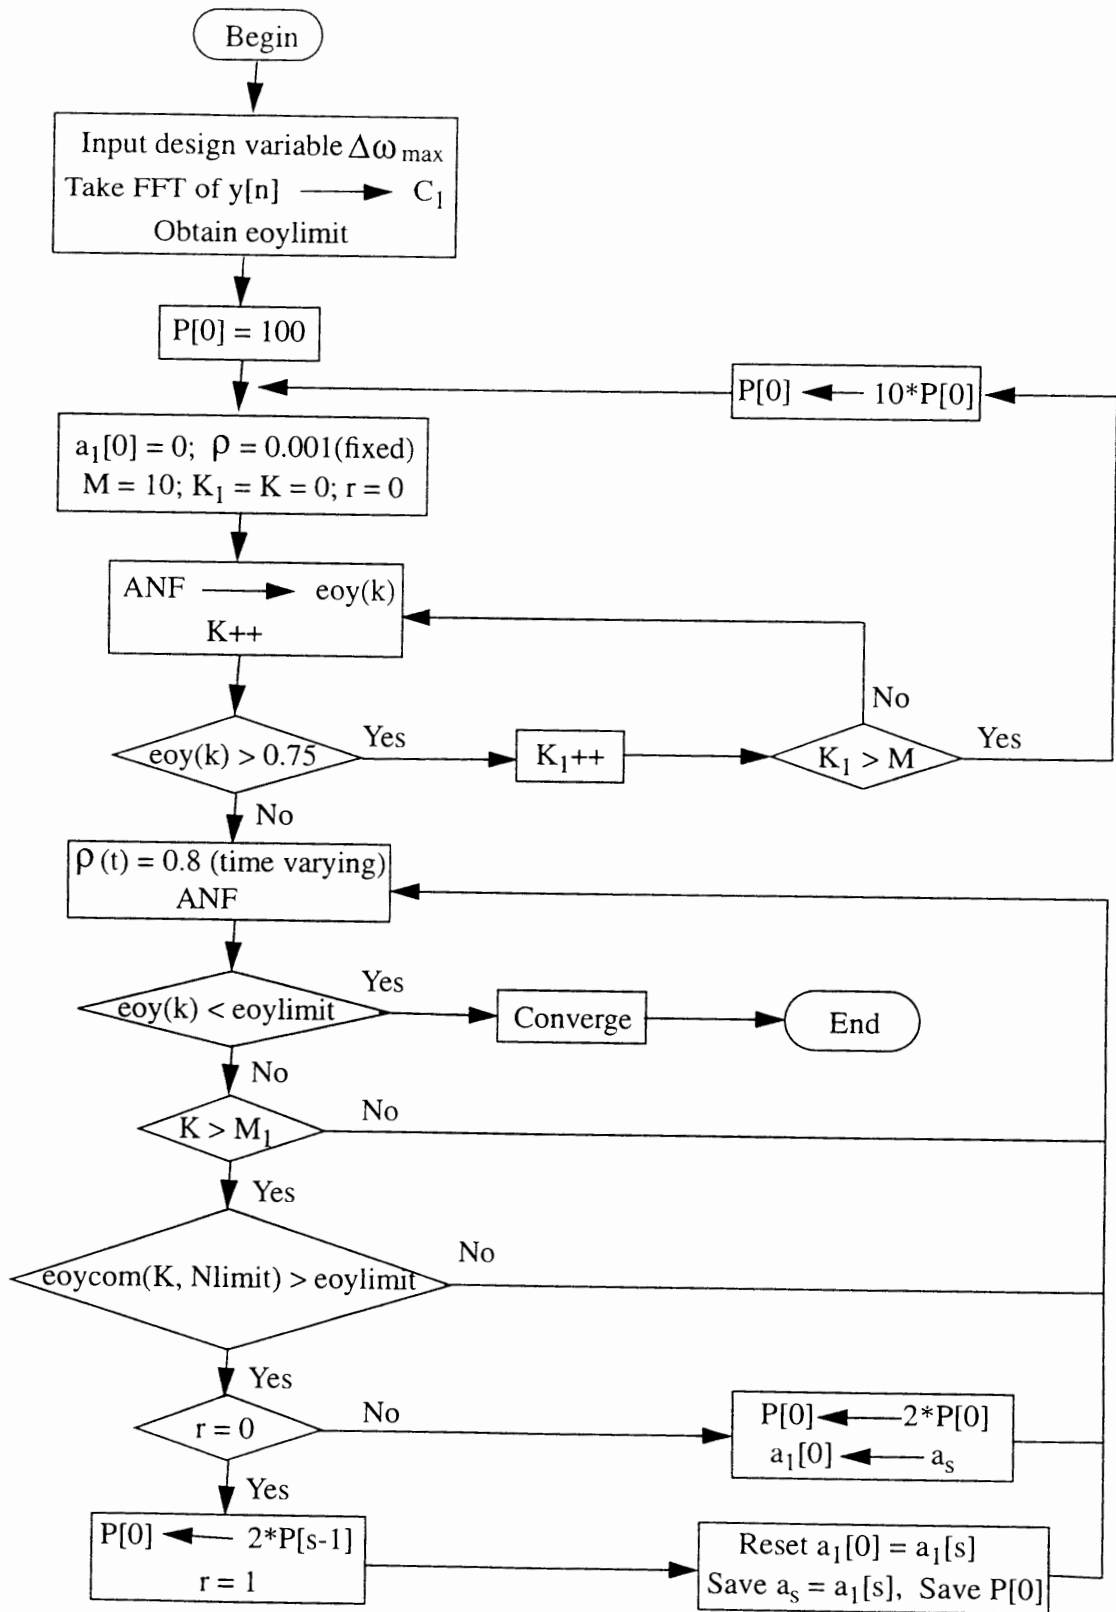 Begin
Input design variable Δω max
Take FFT of y[n] → C1
Obtain eoylimit
P[0] = 100
P[0] ← 10*P[0]
a1[0] = 0; ρ = 0.001(fixed)
M = 10; K1 = K = 0; r = 0
ANF → eoy(k)
K++
No
eoy(k) > 0.75
Yes
K1++
K1 > M
Yes
No
ρ(t) = 0.8 (time varying)
ANF
eoy(k) < eoylimit
Yes
Converge
End
No
K > M1
No
Yes
eoycom(K, Nlimit) > eoylimit
No
Yes
r = 0
No
P[0] ← 2*P[0]
a1[0] ← as
Yes
P[0] ← 2*P[s-1]
r = 1
Reset a1[0] = a1[s]
Save as = a1[s], Save P[0]